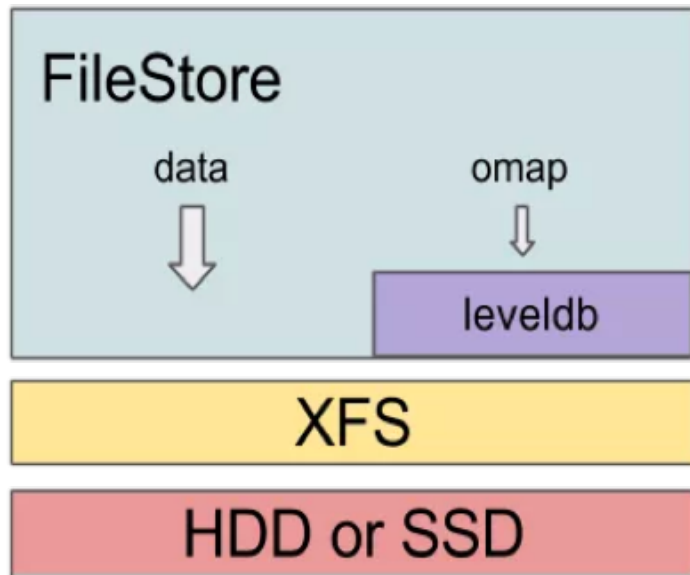 FileStore
data
omap
leveldb
XFS
HDD or SSD